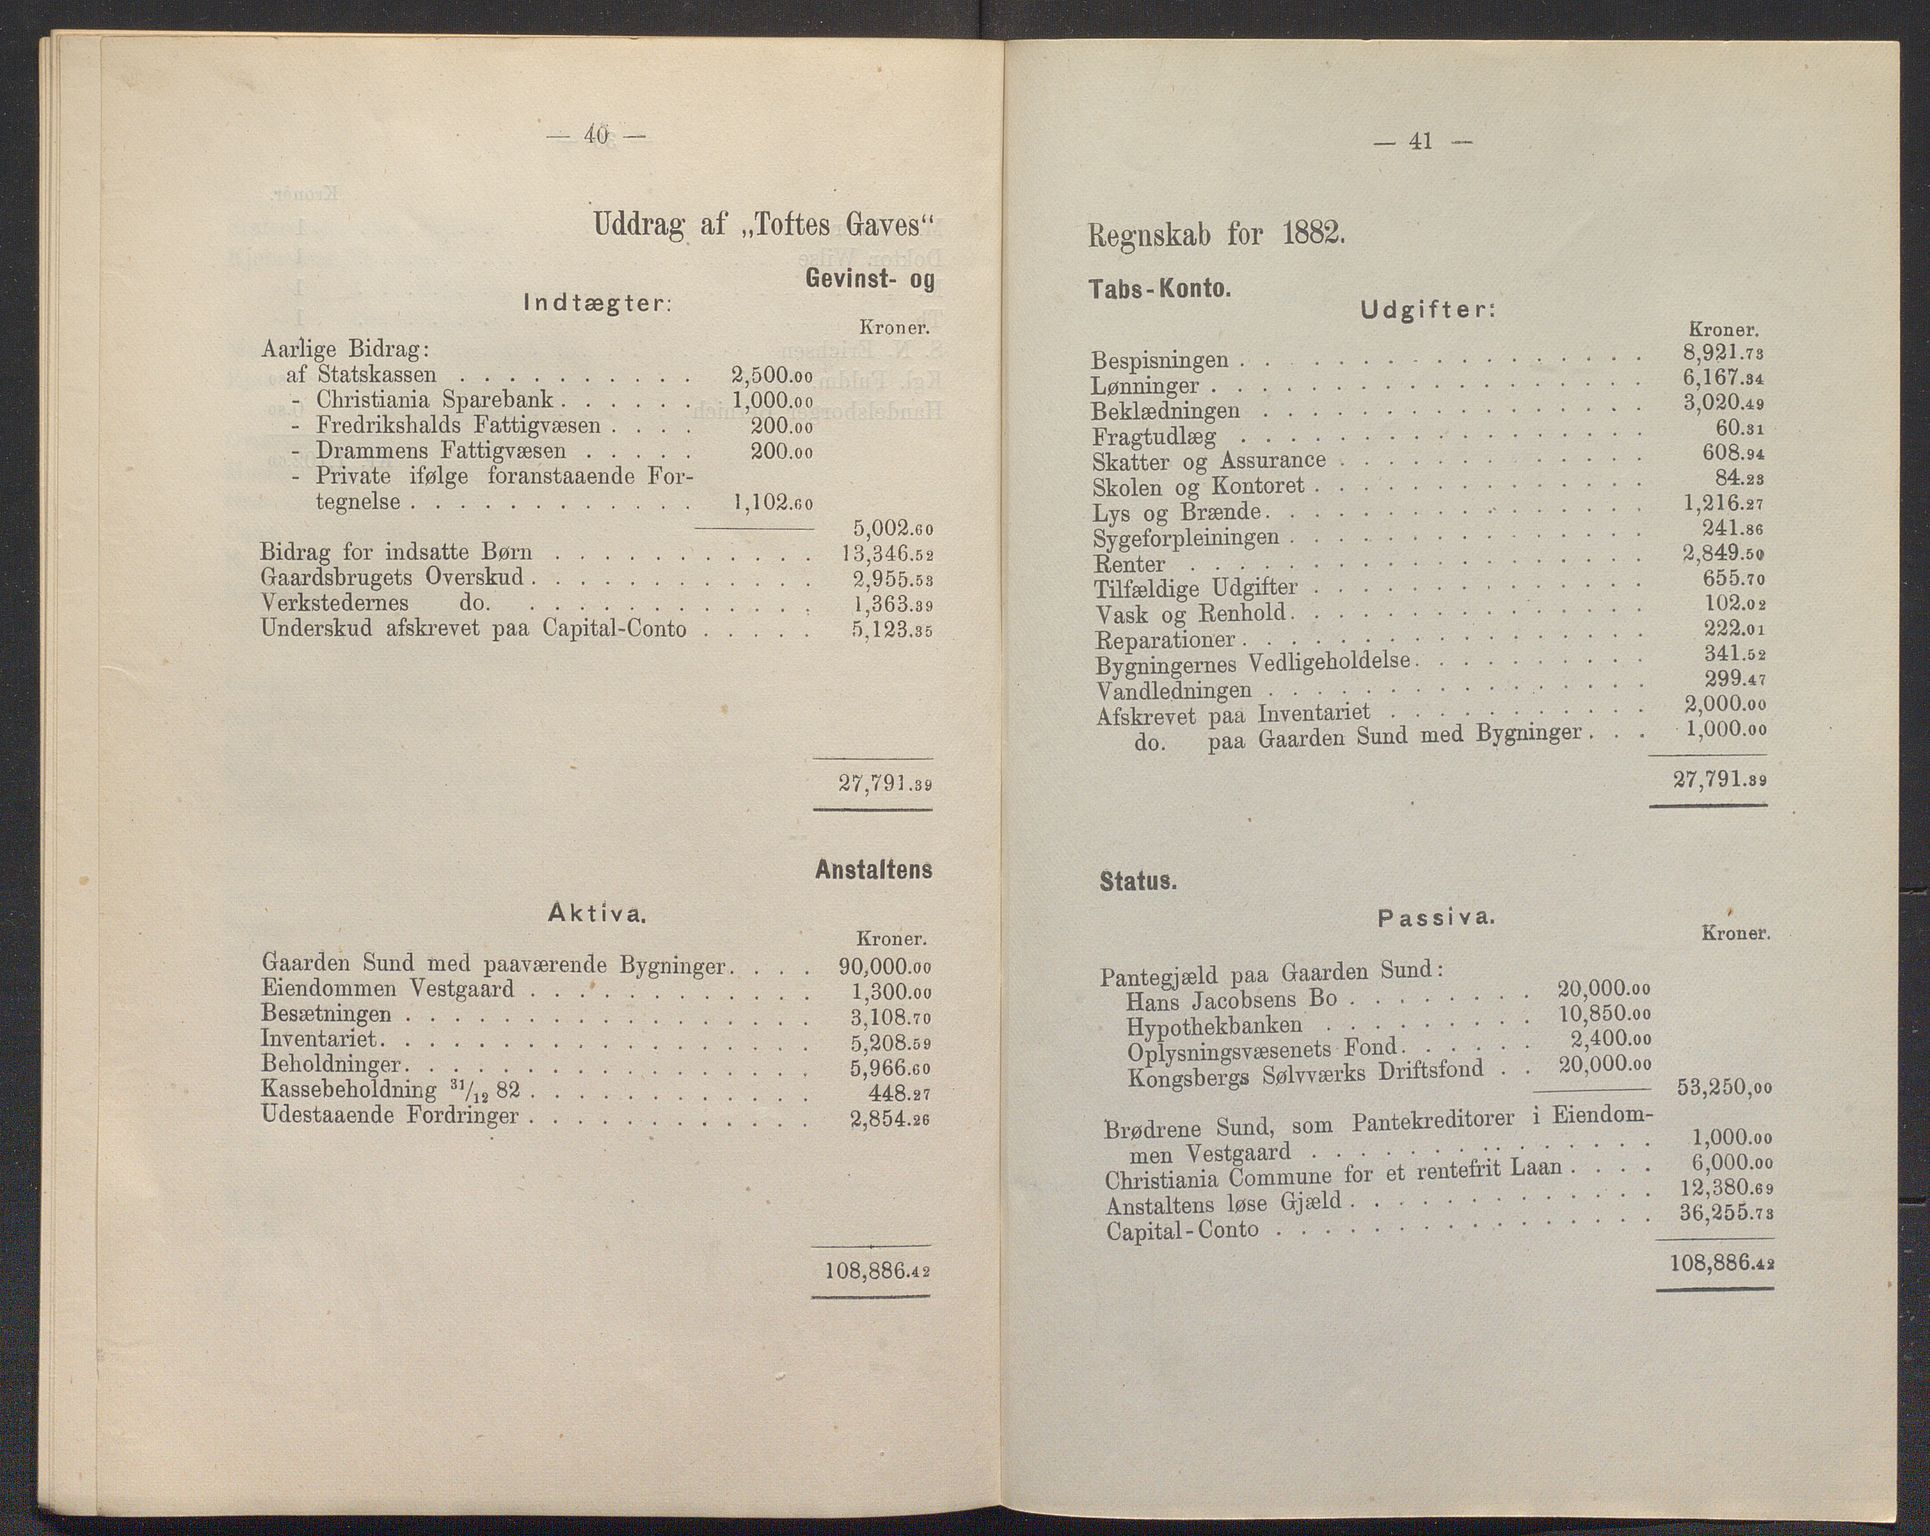 — 40 —
Uddrag af „Toftes Gaves“
Gevinst- og
Indtægter:
Kroner.
Aarlige Bidrag:
af Statskassen . . . . . . . . . . 2,500.00
- Christiania Sparebank . . . . . . 1,000.00
- Fredrikshalds Fattigvæsen . . . . 200.00
- Drammens Fattigvæsen . . . . . 200.00
- Private ifølge foranstaaende For-
tegnelse . . . . . . . . . . . . 1,102.60
5,002.60
Bidrag for indsatte Børn . . . . . . . . . . . 13,346.52
Gaardsbrugets Overskud . . . . . . . . . . . . 2,955.53
Verkstedernes do. . . . . . . . . . . . . 1,363.39
Underskud afskrevet paa Capital-Conto . . . . . 5,123.35
27,791.39
Anstaltens
Aktiva.
Kroner.
Gaarden Sund med paaværende Bygninger. . . . 90,000.00
Eiendommen Vestgaard . . . . . . . . . . . . 1,300.00
Besætningen . . . . . . . . . . . . . . . . . 3,108.70
Inventariet. . . . . . . . . . . . . . . . . . 5,208.59
Beholdninger. . . . . . . . . . . . . . . . . 5,966.60
Kassebeholdning 31/12 82 . . . . . . . . . . . . 448.27
Udestaaende Fordringer . . . . . . . . . . . . 2,854.26
108,886.42
— 41 —
Regnskab for 1882.
Tabs-Konto.
Udgifter:
Kroner.
Bespisningen . . . . . . . . . . . . . . . . . 8,921.73
Lønninger . . . . . . . . . . . . . . . . . . 6,167.34
Beklædningen . . . . . . . . . . . . . . . . 3,020.49
Fragtudlæg . . . . . . . . . . . . . . . . . 60.31
Skatter og Assurance . . . . . . . . . . . . . 608.94
Skolen og Kontoret . . . . . . . . . . . . . . 84.23
Lys og Brænde. . . . . . . . . . . . . . . . 1,216.27
Sygeforpleiningen . . . . . . . . . . . . . . . 241.86
Renter . . . . . . . . . . . . . . . . . . . 2,849.50
Tilfældige Udgifter . . . . . . . . . . . . . . 655.70
Vask og Renhold. . . . . . . . . . . . . . . 102.02
Reparationer . . . . . . . . . . . . . . . . . 222.01
Bygningernes Vedligeholdelse. . . . . . . . . . 341.52
Vandledningen . . . . . . . . . . . . . . . . 299.47
Afskrevet paa Inventariet . . . . . . . . . . . 2,000.00
do. paa Gaarden Sund med Bygninger . . . 1,000.00
27,791.39
Status.
Passiva.
Kroner.
Pantegjæld paa Gaarden Sund:
Hans Jacobsens Bo . . . . . . . . 20,000.00
Hypothekbanken . . . . . . . . . 10,850.00
Oplysningsvæsenets Fond. . . . . . 2,400.00
Kongsbergs Sølvværks Driftsfond . . 20,000.00
53,250,00
Brødrene Sund, som Pantekreditorer i Eiendom-
men Vestgaard . . . . . . . . . . . . . . 1,000.00
Christiania Commune for et rentefrit Laan . . . . 6,000.00
Anstaltens løse Gjæld . . . . . . . . . . . . . 12,380.69
Capital-Conto . . . . . . . . . . . . . . . . 36,255.73
108,886.42